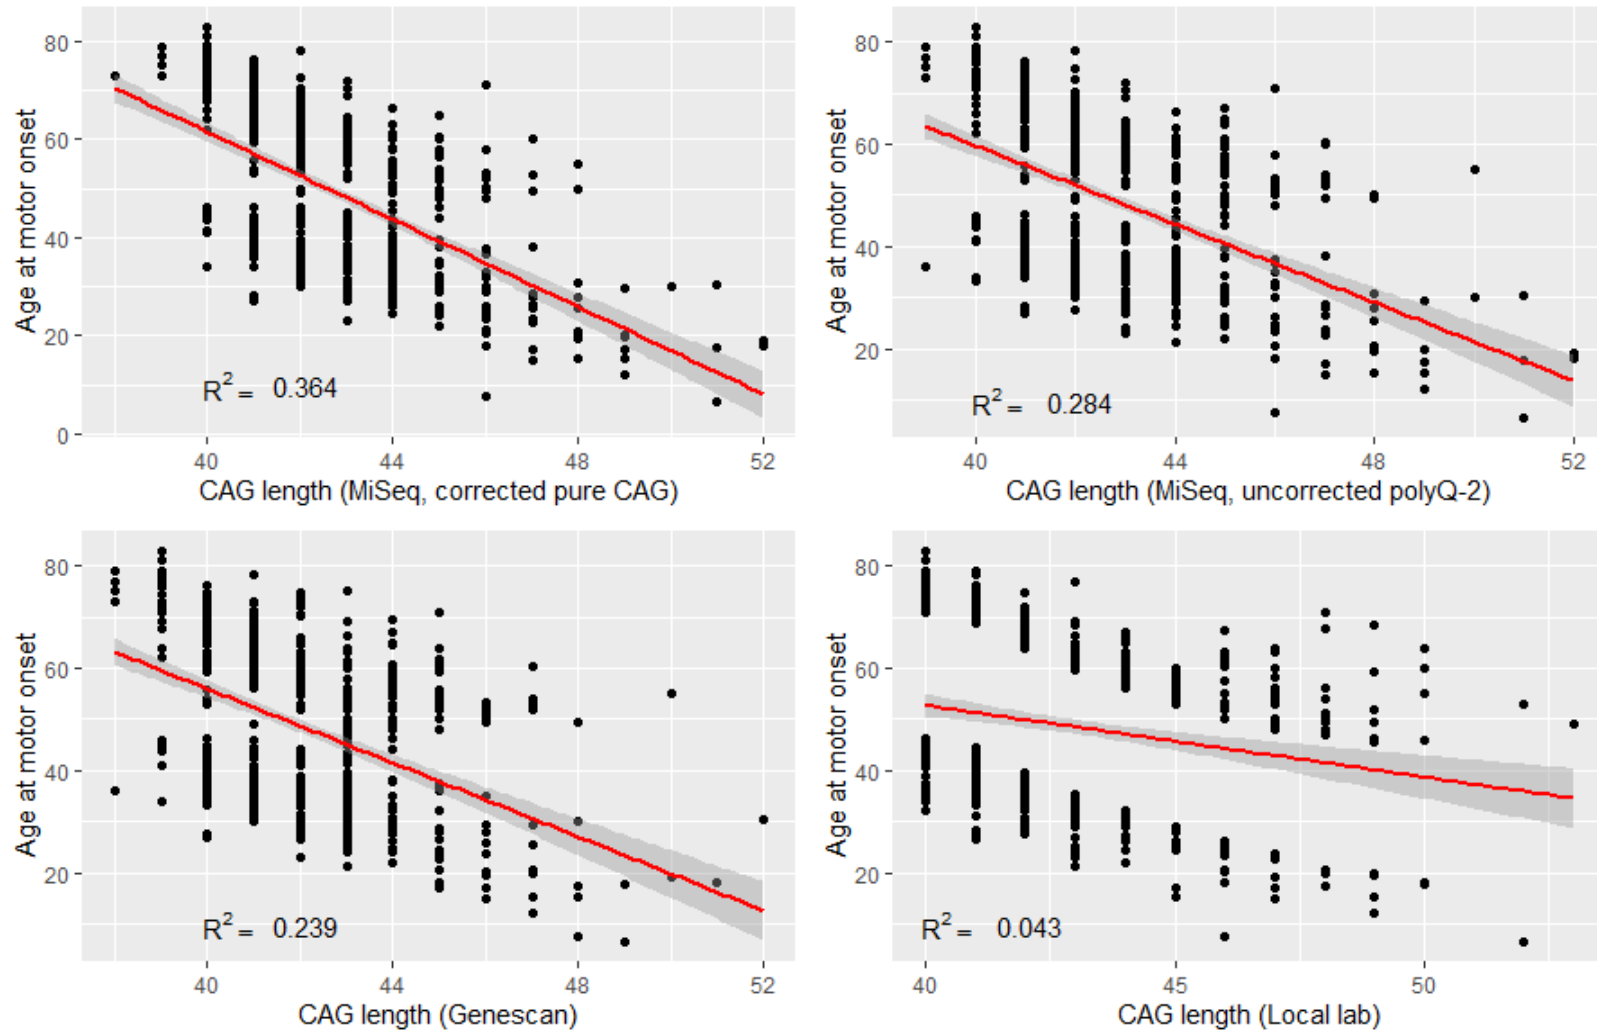 80
60
40
20
0
Age at motor onset
R² = 0.364
40 44 48 52
CAG length (MiSeq, corrected pure CAG)
80
60
40
20
Age at motor onset
R² = 0.284
40 44 48 52
CAG length (MiSeq, uncorrected polyQ-2)
80
60
40
20
Age at motor onset
R² = 0.239
40 44 48 52
CAG length (Genescan)
80
60
40
20
Age at motor onset
R² = 0.043
40 45 50
CAG length (Local lab)